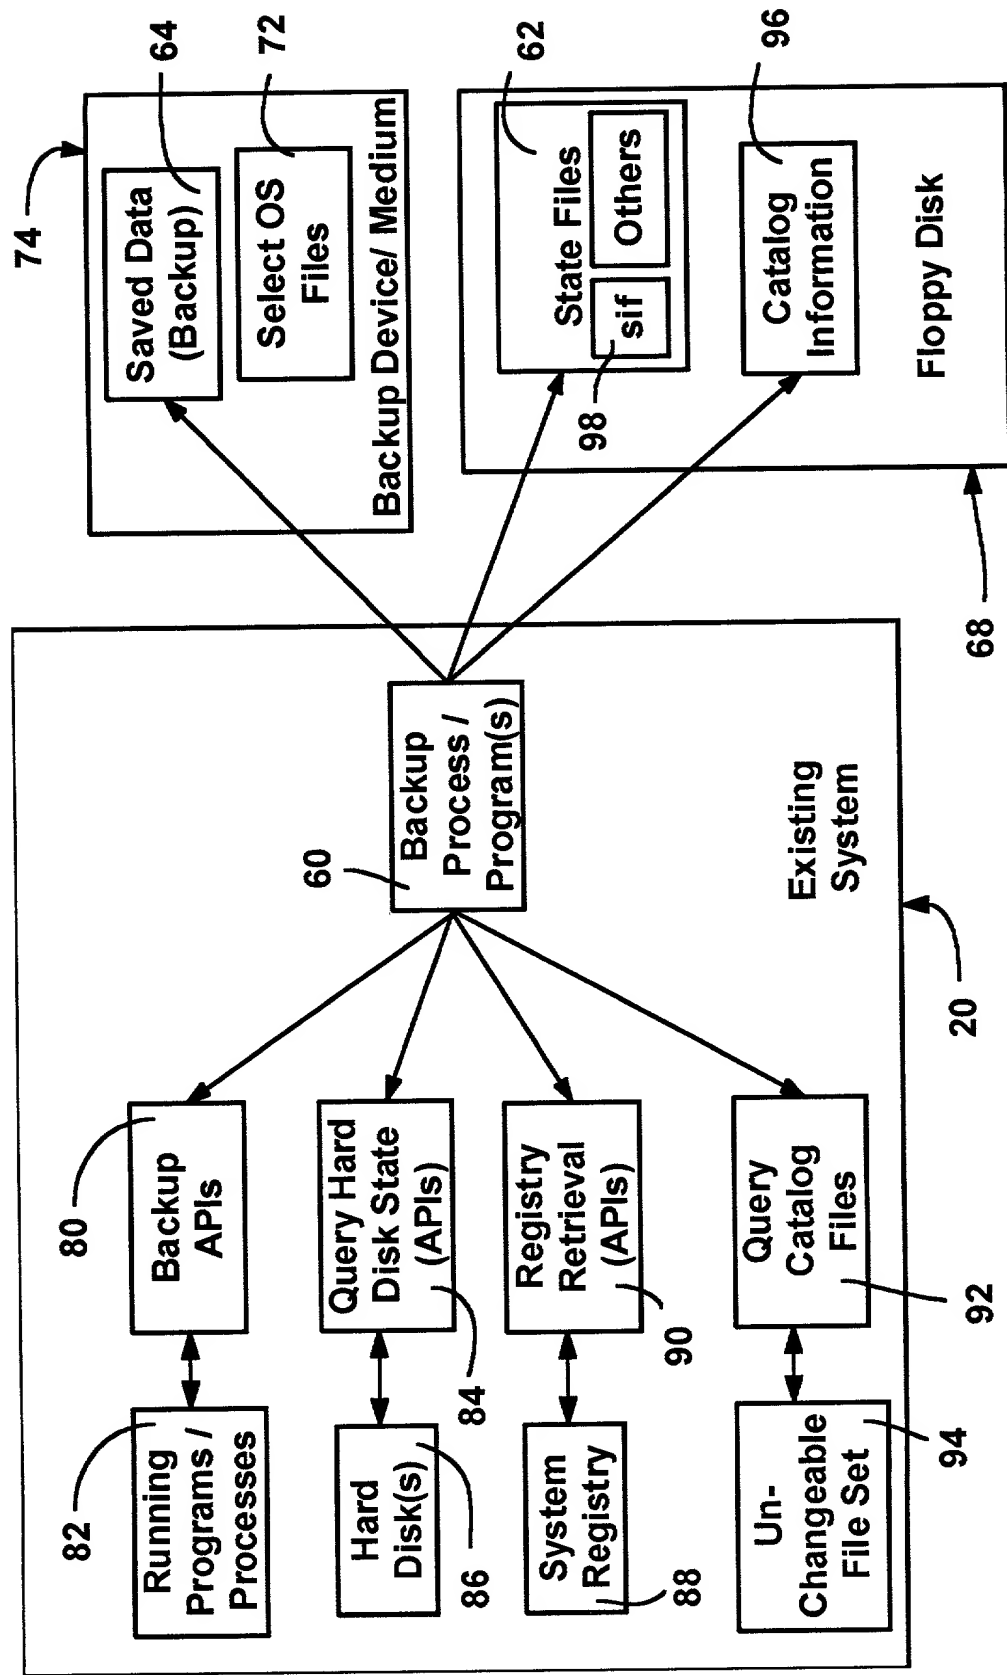 74
Saved Data
(Backup)
64
Select OS
Files
72
Backup Device/ Medium
State Files
62
sif
Others
98
Catalog
Information
96
Floppy Disk
68
60
Backup
Process /
Program(s)
80
Backup
APIs
82
Running
Programs /
Processes
Query Hard
Disk State
(APIs)
84
Hard
Disk(s)
86
Registry
Retrieval
(APIs)
90
System
Registry
88
Query
Catalog
Files
92
Un-
Changeable
File Set
94
Existing
System
20